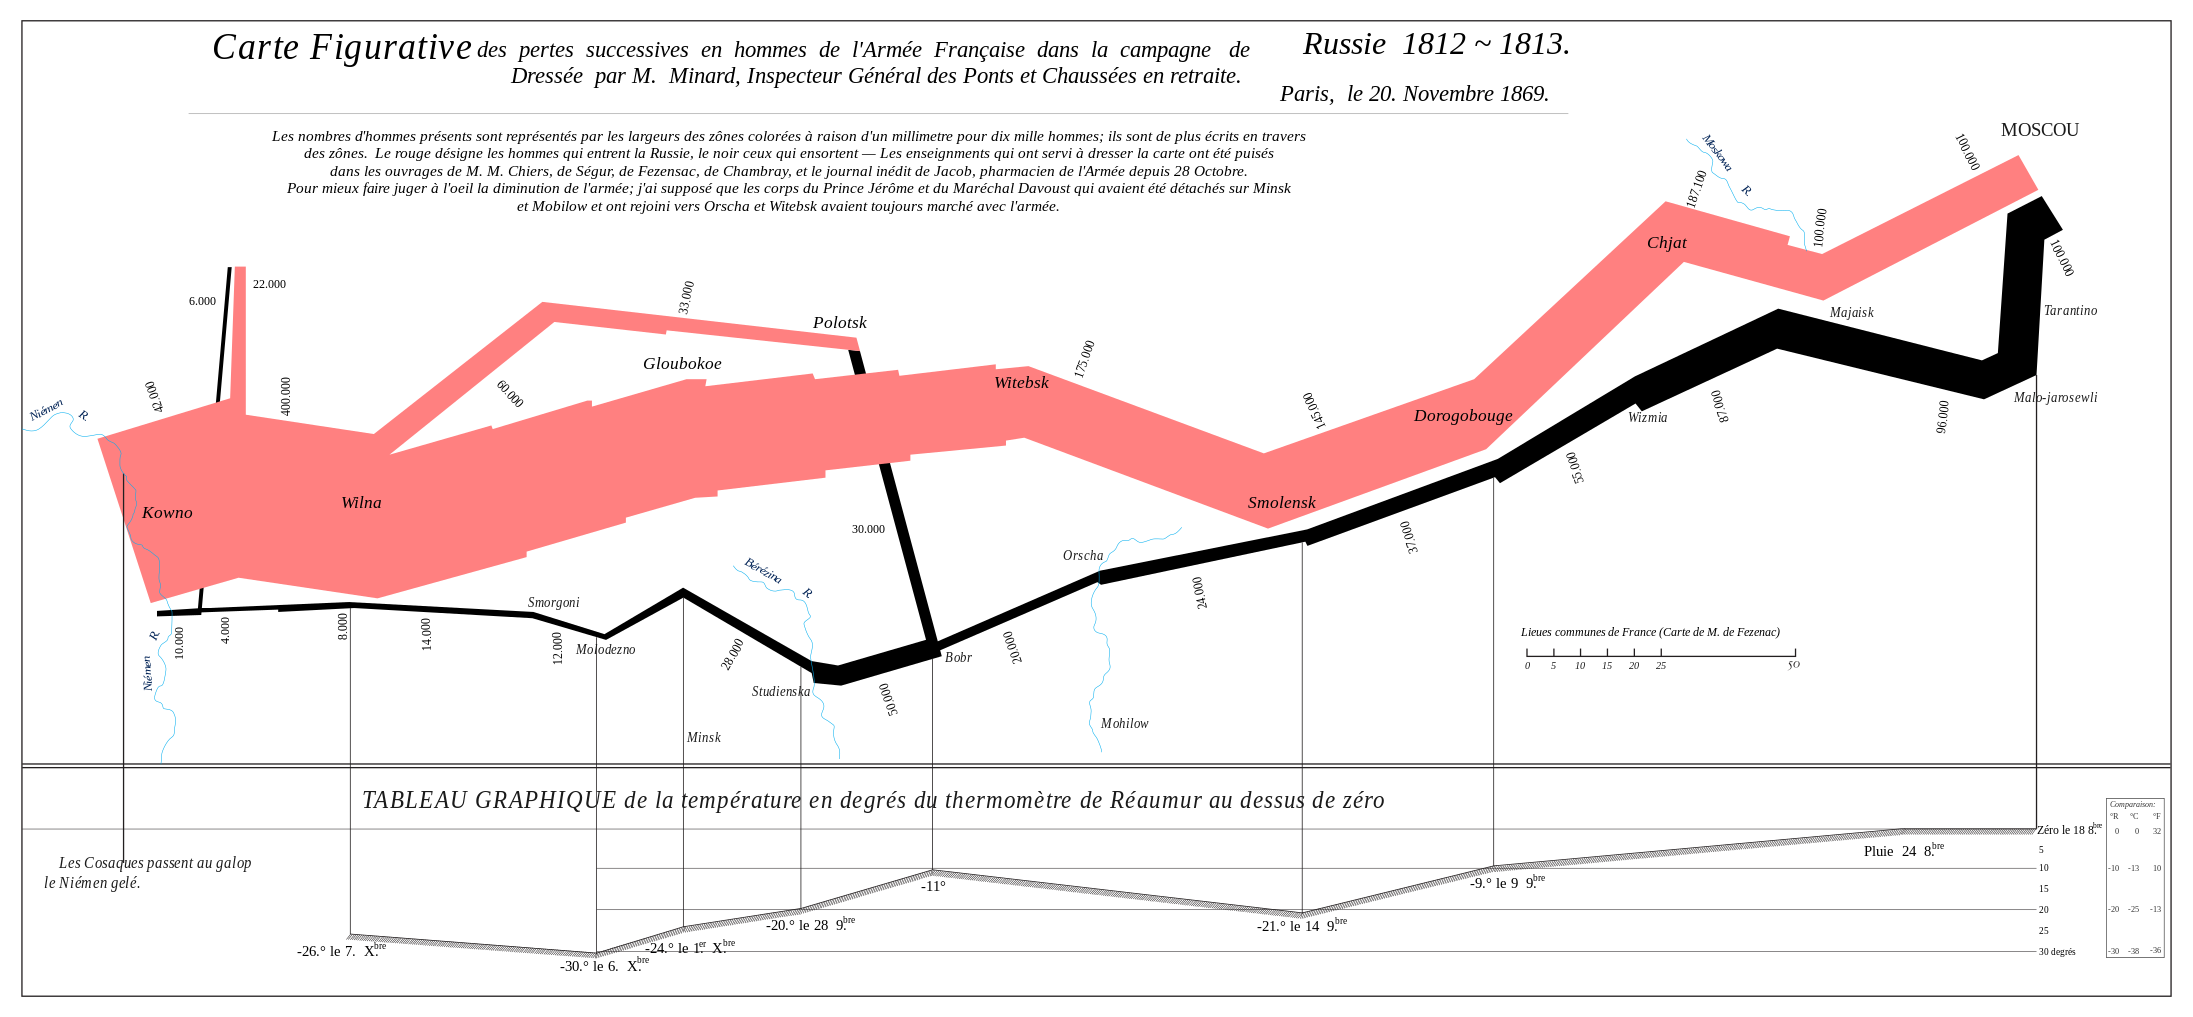 Carte Figurative des pertes successives en hommes de l'Armée Française dans la campagne de Russie 1812 ~ 1813.
Dressée par M. Minard, Inspecteur Général des Ponts et Chaussées en retraite.
Paris, le 20. Novembre 1869.
Les nombres d'hommes présents sont représentés par les largeurs des zônes colorées à raison d'un millimetre pour dix mille hommes; ils sont de plus écrits en travers
des zônes. Le rouge désigne les hommes qui entrent la Russie, le noir ceux qui ensortent — Les enseignments qui ont servi à dresser la carte ont été puisés
dans les ouvrages de M. M. Chiers, de Ségur, de Fezensac, de Chambray, et le journal inédit de Jacob, pharmacien de l'Armée depuis 28 Octobre.
Pour mieux faire juger à l'oeil la diminution de l'armée; j'ai supposé que les corps du Prince Jérôme et du Maréchal Davoust qui avaient été détachés sur Minsk
et Mobilow et ont rejoini vers Orscha et Witebsk avaient toujours marché avec l'armée.
MOSCOU
100.000
Moskowa R.
187.100
100.000
Chjat
100.000
Majaisk
Tarantino
Malo-jarosewli
22.000
6.000
33.000
Polotsk
Gloubokoe
Niémen R.
42.000
400.000
60.000
Witebsk
175.000
145.000
Dorogobouge
Wizmia
87.000
96.000
Kowno
Wilna
Smolensk
55.000
30.000
37.000
Orscha
Bérézina R.
24.000
Smorgoni
Niémen R.
10.000
4.000
8.000
14.000
12.000
Molodezno
28.000
Studienska
50.000
Bobr
20.000
Minsk
Mohilow
Lieues communes de France (Carte de M. de Fezenac)
0 5 10 15 20 25 50
TABLEAU GRAPHIQUE de la température en degrés du thermomètre de Réaumur au dessus de zéro
Les Cosaques passent au galop
le Niémen gelé.
-26.° le 7. X.bre
-30.° le 6. X.bre
-24.° le 1.er X.bre
-20.° le 28 9.bre
-11°
-21.° le 14 9.bre
-9.° le 9 9.bre
Pluie 24 8.bre
Zéro le 18 8.bre
5
10
15
20
25
30 degrés
Comparaison:
°R °C °F
0 0 32
-10 -13 10
-20 -25 -13
-30 -38 -36